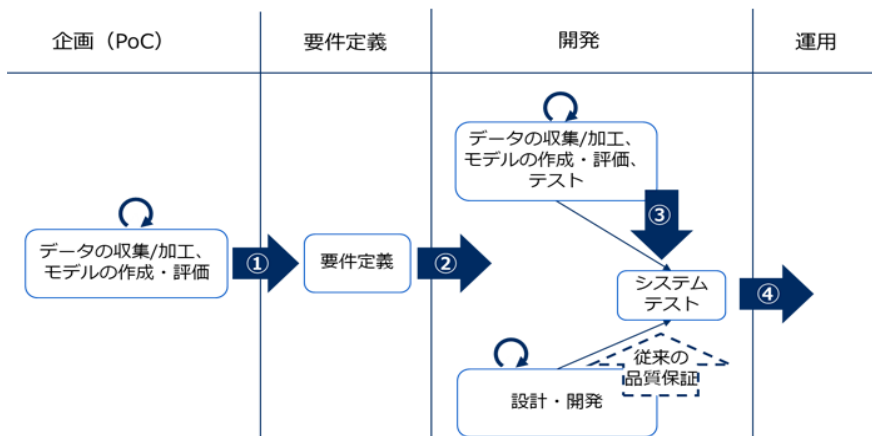 企画（PoC）
要件定義
開発
運用
データの収集/加工、
モデルの作成・評価、
テスト
③
データの収集/加工、
モデルの作成・評価
①
要件定義
②
システム
テスト
④
従来の
品質保証
設計・開発